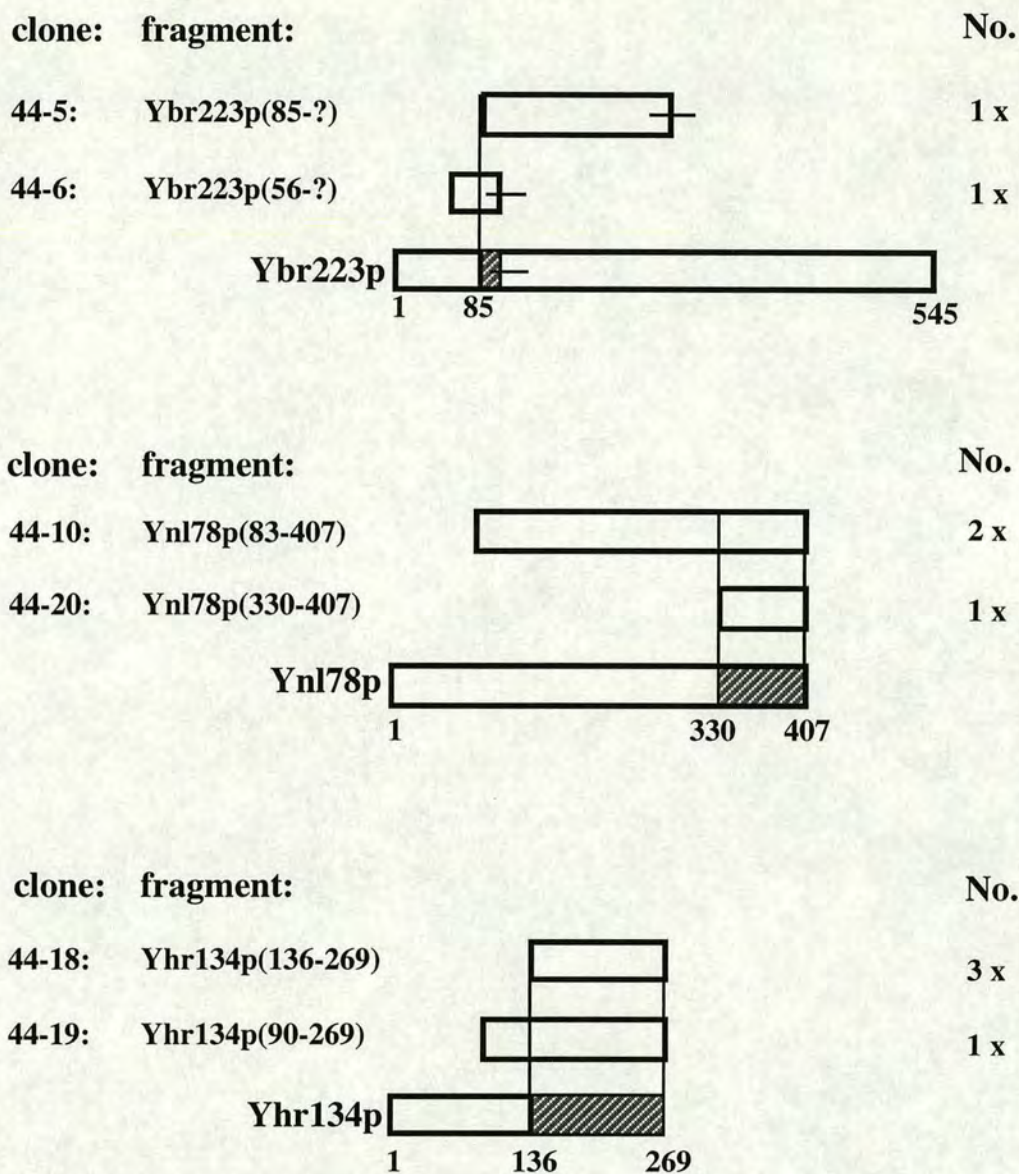 clone: fragment: No.
44-5: Ybr223p(85-?) 1 x
44-6: Ybr223p(56-?) 1 x
Ybr223p
1 85 545
clone: fragment: No.
44-10: Ynl78p(83-407) 2 x
44-20: Ynl78p(330-407) 1 x
Ynl78p
1 330 407
clone: fragment: No.
44-18: Yhr134p(136-269) 3 x
44-19: Yhr134p(90-269) 1 x
Yhr134p
1 136 269